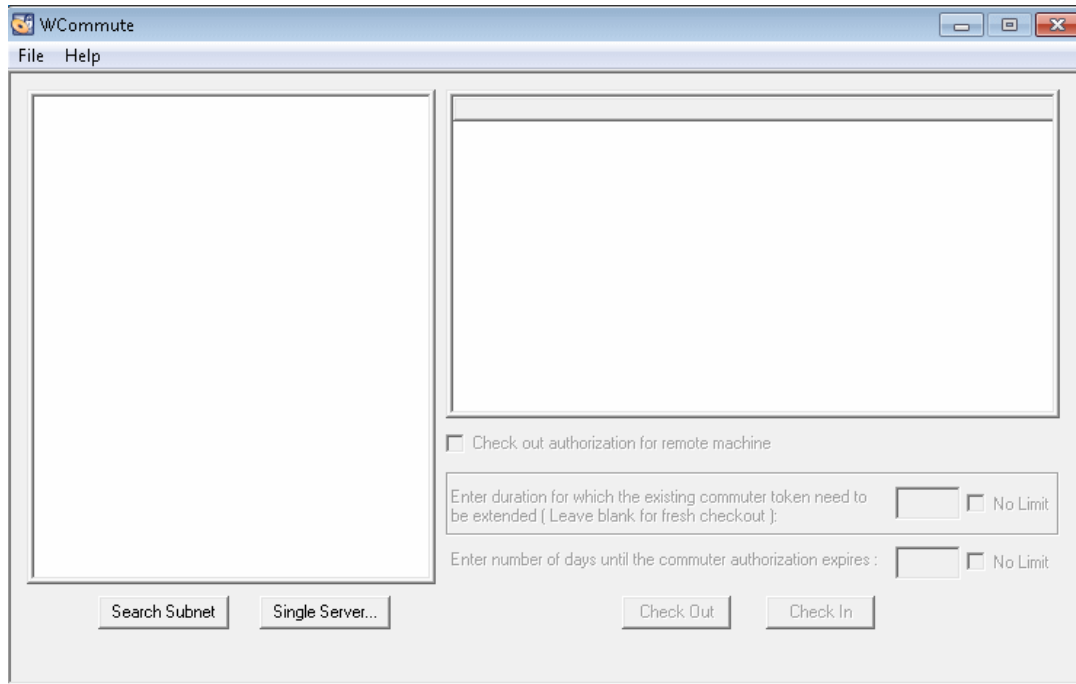 WCommute
File Help
Check out authorization for remote machine
Enter duration for which the existing commuter token need to
be extended ( Leave blank for fresh checkout ):
No Limit
Enter number of days until the commuter authorization expires :
No Limit
Search Subnet
Single Server...
Check Out
Check In